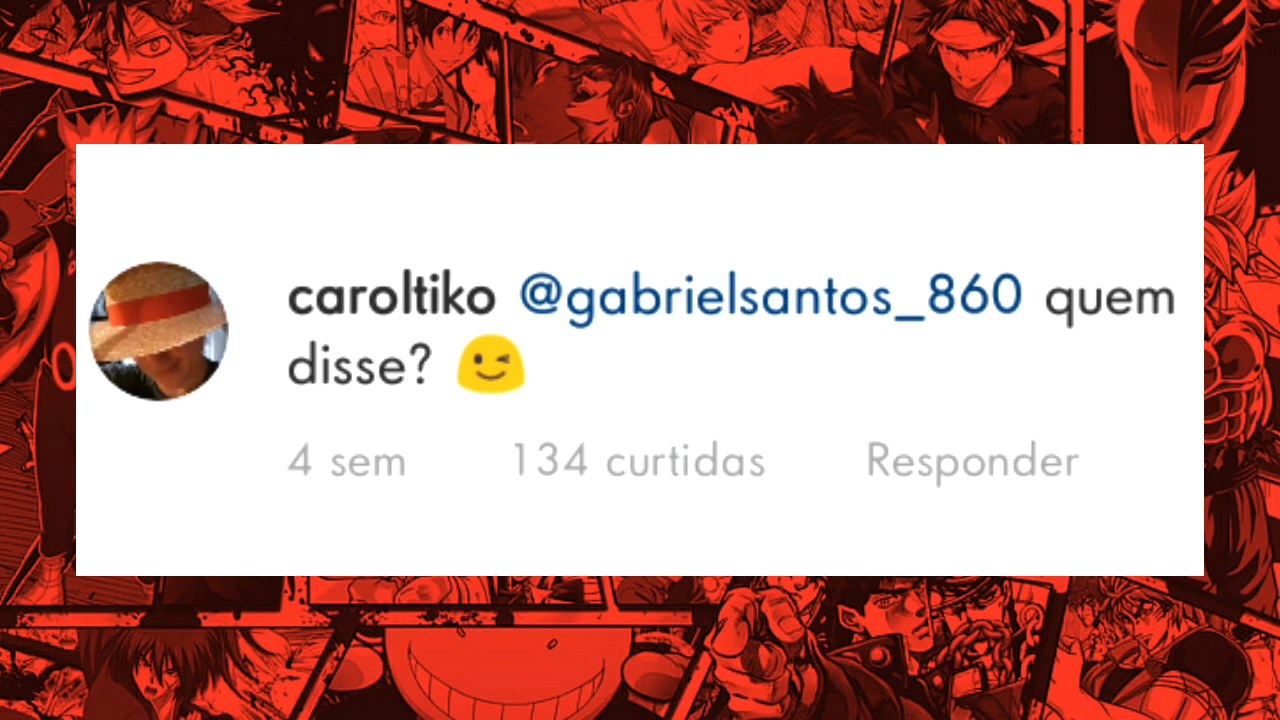 caroltiko @gabrielsantos_860 quem
disse? 😉
4 sem 134 curtidas Responder